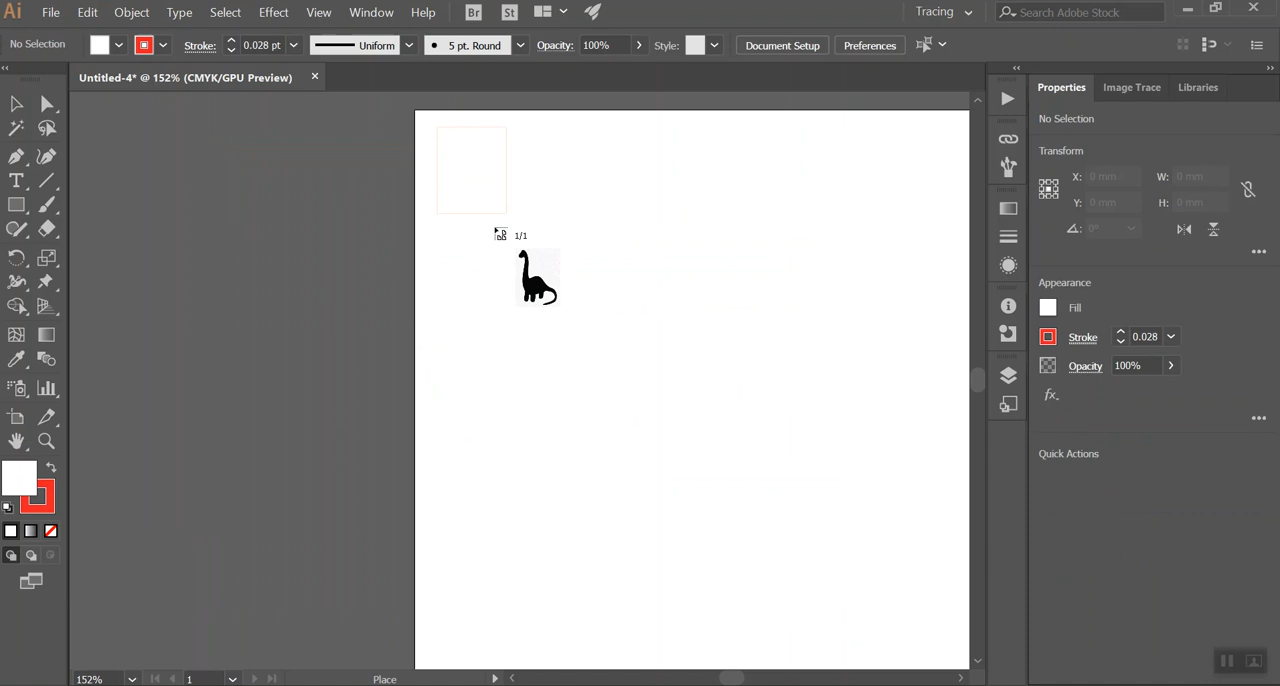 Ai File Edit Object Type Select Effect View Window Help Br St Tracing Search Adobe Stock
No Selection Stroke: 0.028 pt Uniform 5 pt. Round Opacity: 100% Style: Document Setup Preferences
Untitled-4* @ 152% (CMYK/GPU Preview)
Properties Image Trace Libraries
No Selection
Transform
X: 0 mm W: 0 mm
Y: 0 mm H: 0 mm
0°
1/1
Appearance
Fill
Stroke 0.028
Opacity 100%
fx.
Quick Actions
152% 1 Place